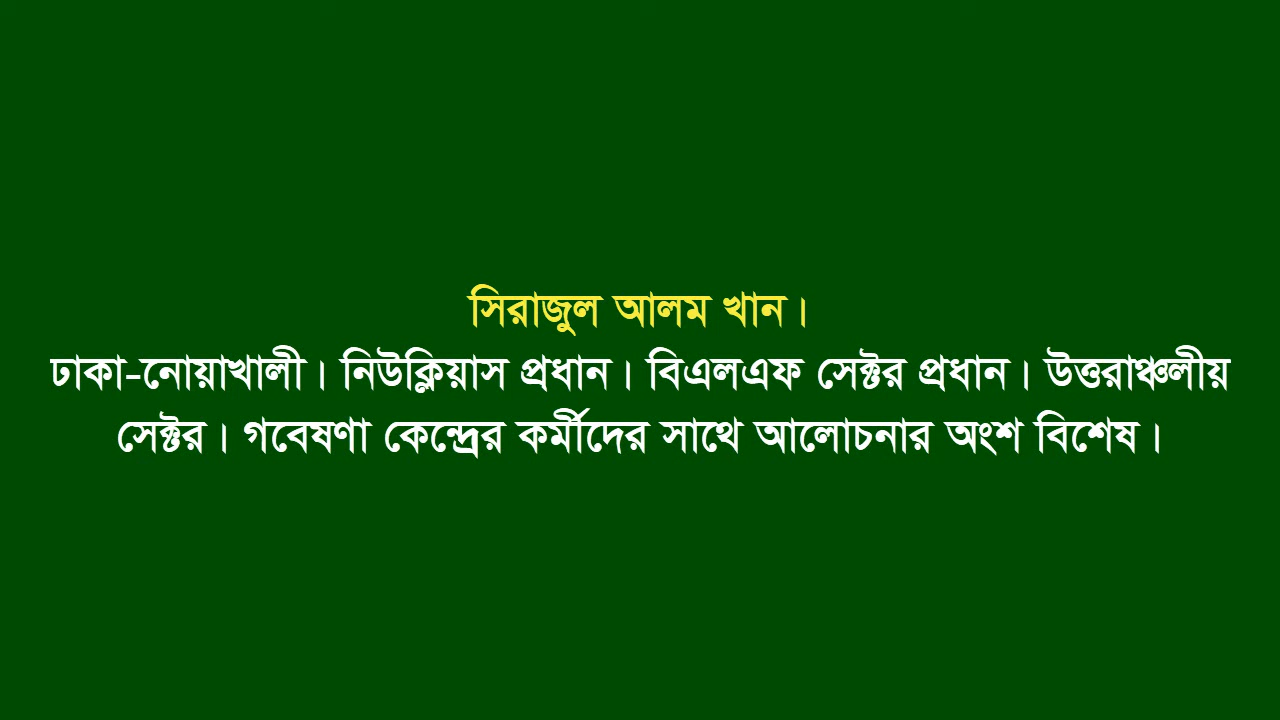 সিরাজুল আলম খান।
ঢাকা-নোয়াখালী। নিউক্লিয়াস প্রধান। বিএলএফ সেক্টর প্রধান। উত্তরাঞ্চলীয়
সেক্টর। গবেষণা কেন্দ্রের কর্মীদের সাথে আলোচনার অংশ বিশেষ।